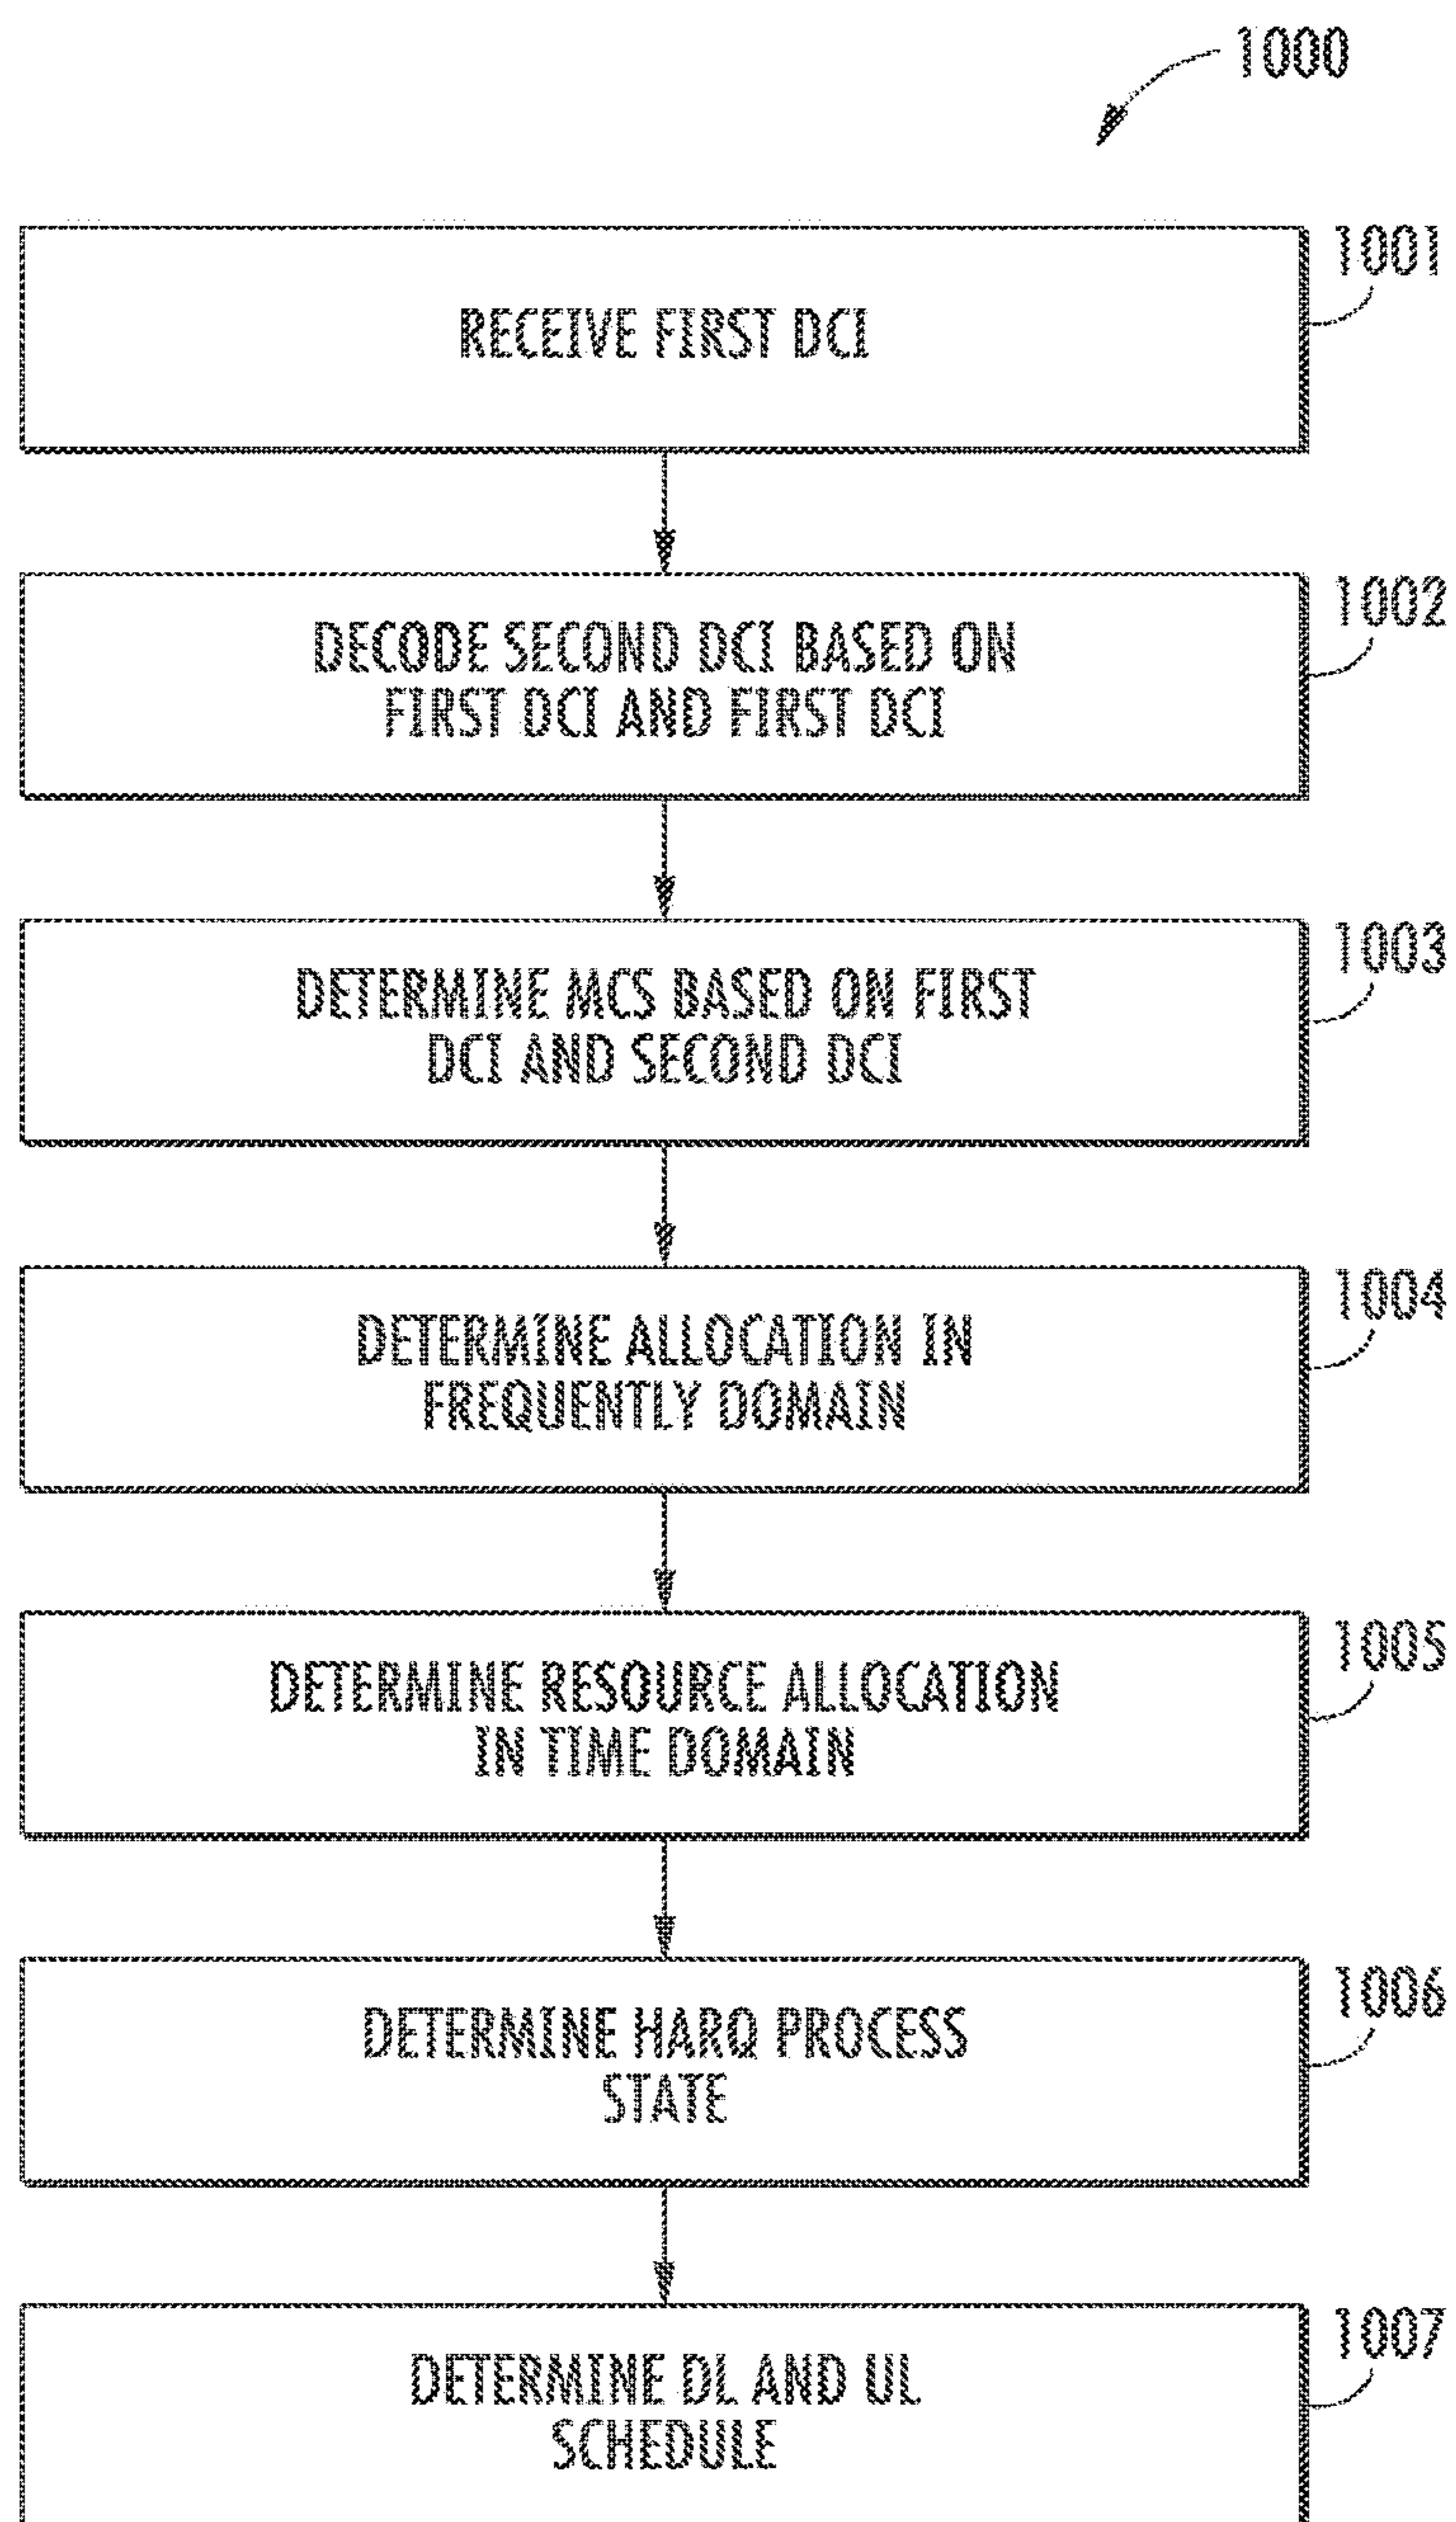 1000
1001
RECEIVE FIRST DCI
1002
DECODE SECOND DCI BASED ON
FIRST DCI AND FIRST DCI
1003
DETERMINE MCS BASED ON FIRST
DCI AND SECOND DCI
1004
DETERMINE ALLOCATION IN
FREQUENTLY DOMAIN
1005
DETERMINE RESOURCE ALLOCATION
IN TIME DOMAIN
1006
DETERMINE HARQ PROCESS
STATE
1007
DETERMINE DL AND UL
SCHEDULE